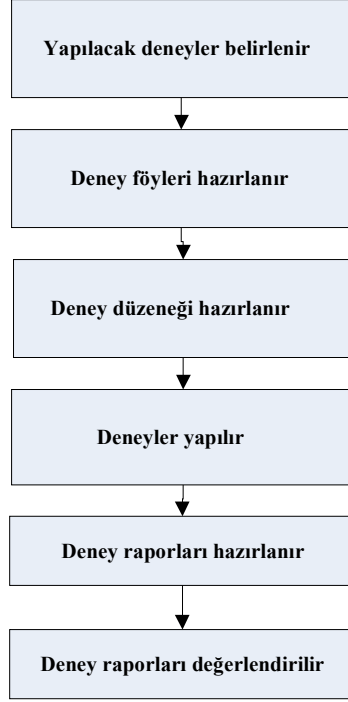 Yapılacak deneyler belirlenir
Deney föyleri hazırlanır
Deney düzeneği hazırlanır
Deneyler yapılır
Deney raporları hazırlanır
Deney raporları değerlendirilir